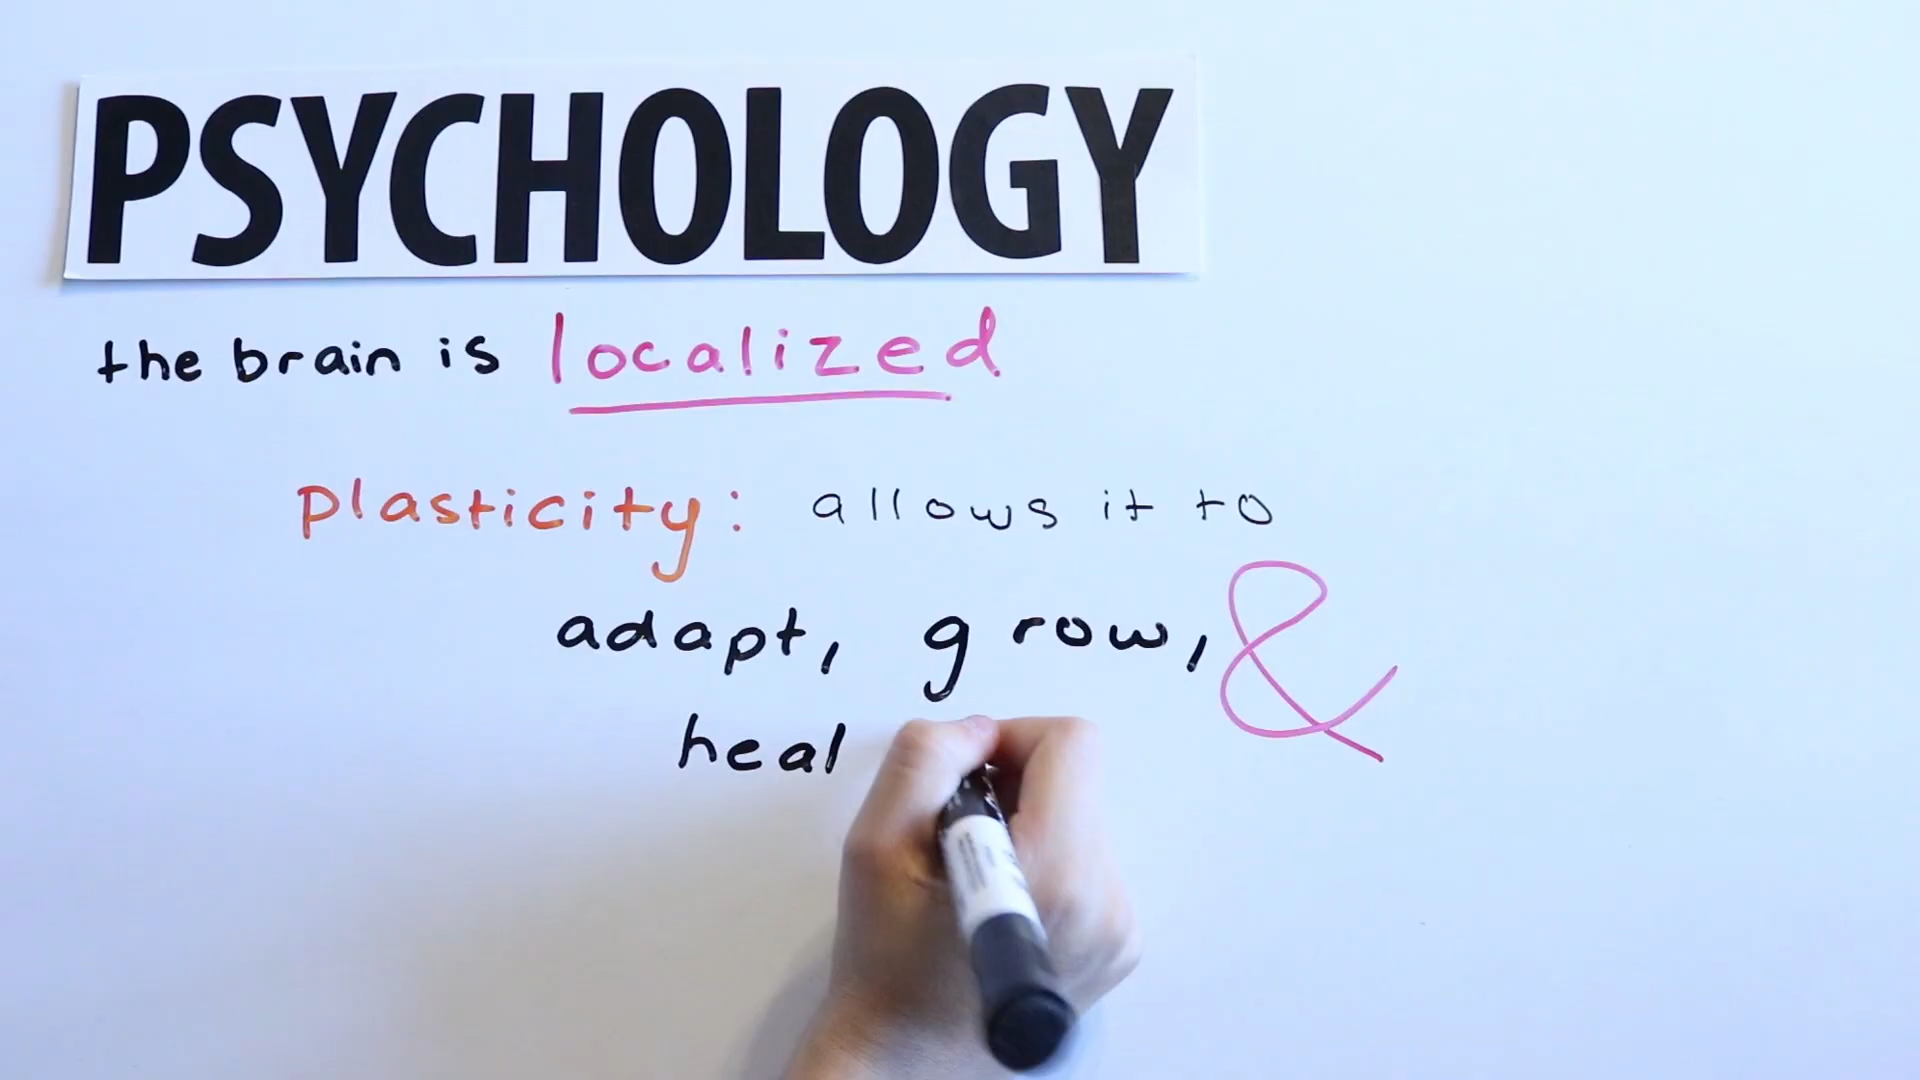 PSYCHOLOGY
the brain is localized
plasticity: allows it to
adapt, grow, &
heal